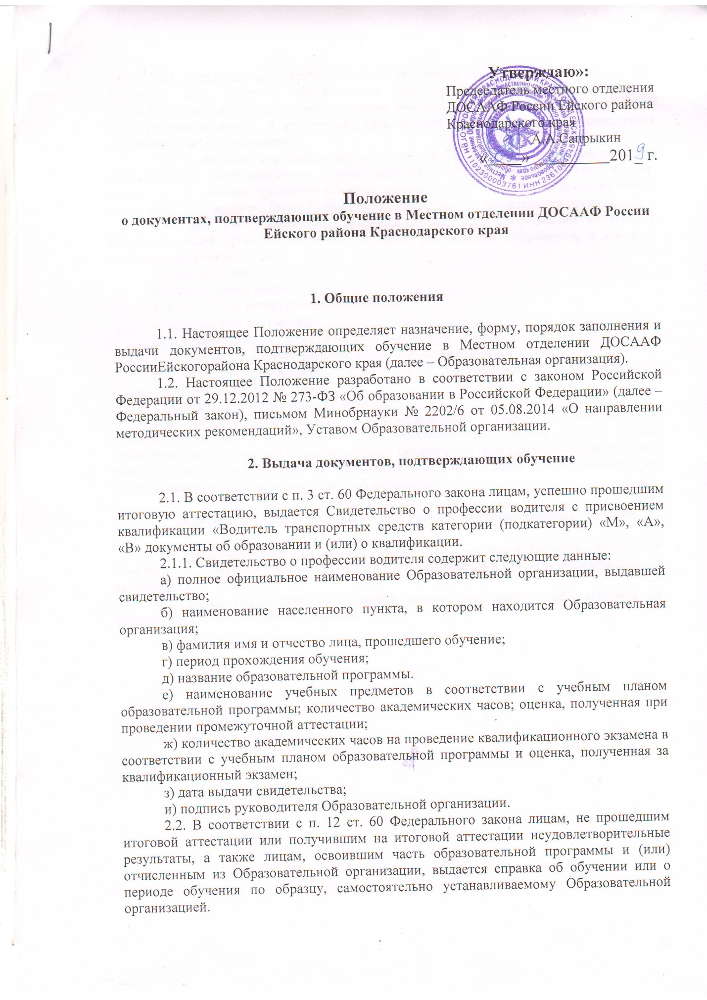 Утверждаю»:
Председатель местного отделения
ДОСААФ России Ейского района
Краснодарского края
А.А.Сапрыкин
«____»__________2019 г.
Положение
о документах, подтверждающих обучение в Местном отделении ДОСААФ России
Ейского района Краснодарского края
1. Общие положения
1.1. Настоящее Положение определяет назначение, форму, порядок заполнения и
выдачи документов, подтверждающих обучение в Местном отделении ДОСААФ
РоссииЕйскогорайона Краснодарского края (далее – Образовательная организация).
1.2. Настоящее Положение разработано в соответствии с законом Российской
Федерации от 29.12.2012 № 273-ФЗ «Об образовании в Российской Федерации» (далее –
Федеральный закон), письмом Минобрнауки № 2202/6 от 05.08.2014 «О направлении
методических рекомендаций», Уставом Образовательной организации.
2. Выдача документов, подтверждающих обучение
2.1. В соответствии с п. 3 ст. 60 Федерального закона лицам, успешно прошедшим
итоговую аттестацию, выдается Свидетельство о профессии водителя с присвоением
квалификации «Водитель транспортных средств категории (подкатегории) «М», «А»,
«В» документы об образовании и (или) о квалификации.
2.1.1. Свидетельство о профессии водителя содержит следующие данные:
а) полное официальное наименование Образовательной организации, выдавшей
свидетельство;
б) наименование населенного пункта, в котором находится Образовательная
организация;
в) фамилия имя и отчество лица, прошедшего обучение;
г) период прохождения обучения;
д) название образовательной программы.
е) наименование учебных предметов в соответствии с учебным планом
образовательной программы; количество академических часов; оценка, полученная при
проведении промежуточной аттестации;
ж) количество академических часов на проведение квалификационного экзамена в
соответствии с учебным планом образовательной программы и оценка, полученная за
квалификационный экзамен;
з) дата выдачи свидетельства;
и) подпись руководителя Образовательной организации.
2.2. В соответствии с п. 12 ст. 60 Федерального закона лицам, не прошедшим
итоговой аттестации или получившим на итоговой аттестации неудовлетворительные
результаты, а также лицам, освоившим часть образовательной программы и (или)
отчисленным из Образовательной организации, выдается справка об обучении или о
периоде обучения по образцу, самостоятельно устанавливаемому Образовательной
организацией.